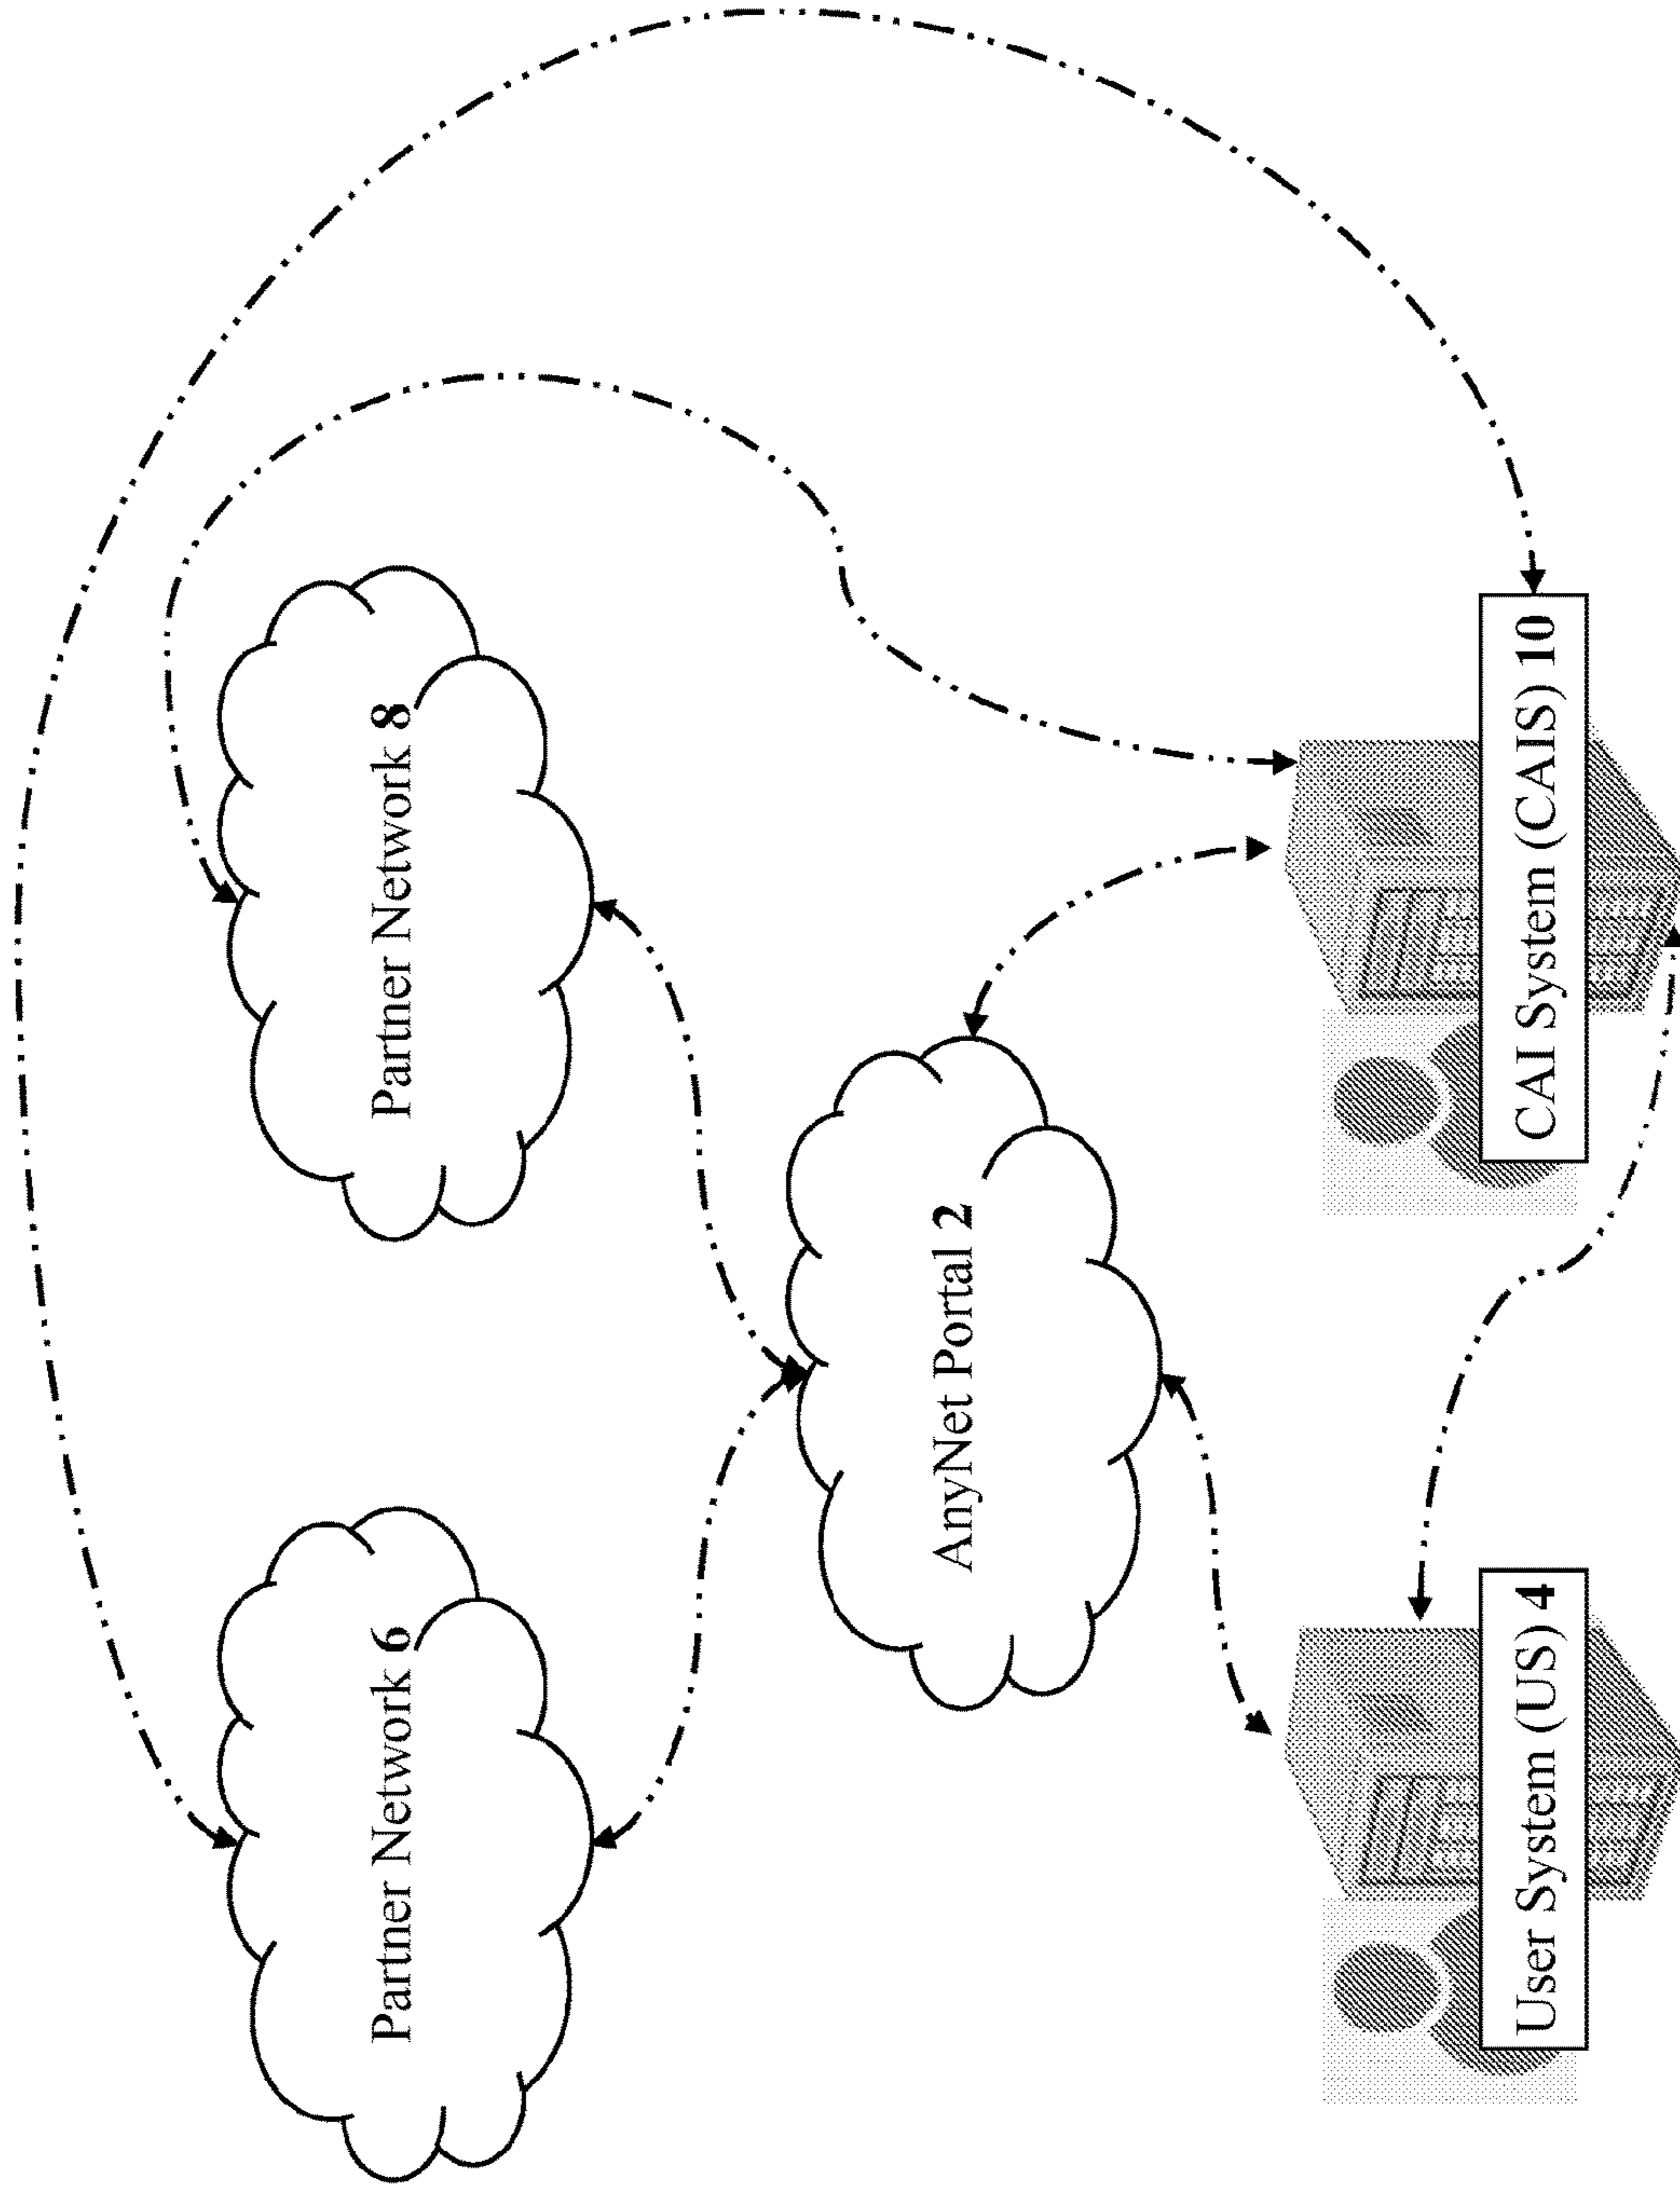 Partner Network 6
Partner Network 8
AnyNet Portal 2
User System (US) 4
CAI System (CAIS) 10